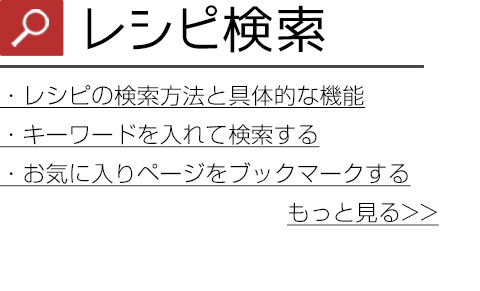 レシピ検索
・レシピの検索方法と具体的な機能
・キーワードを入れて検索する
・お気に入りページをブックマークする
もっと見る>>